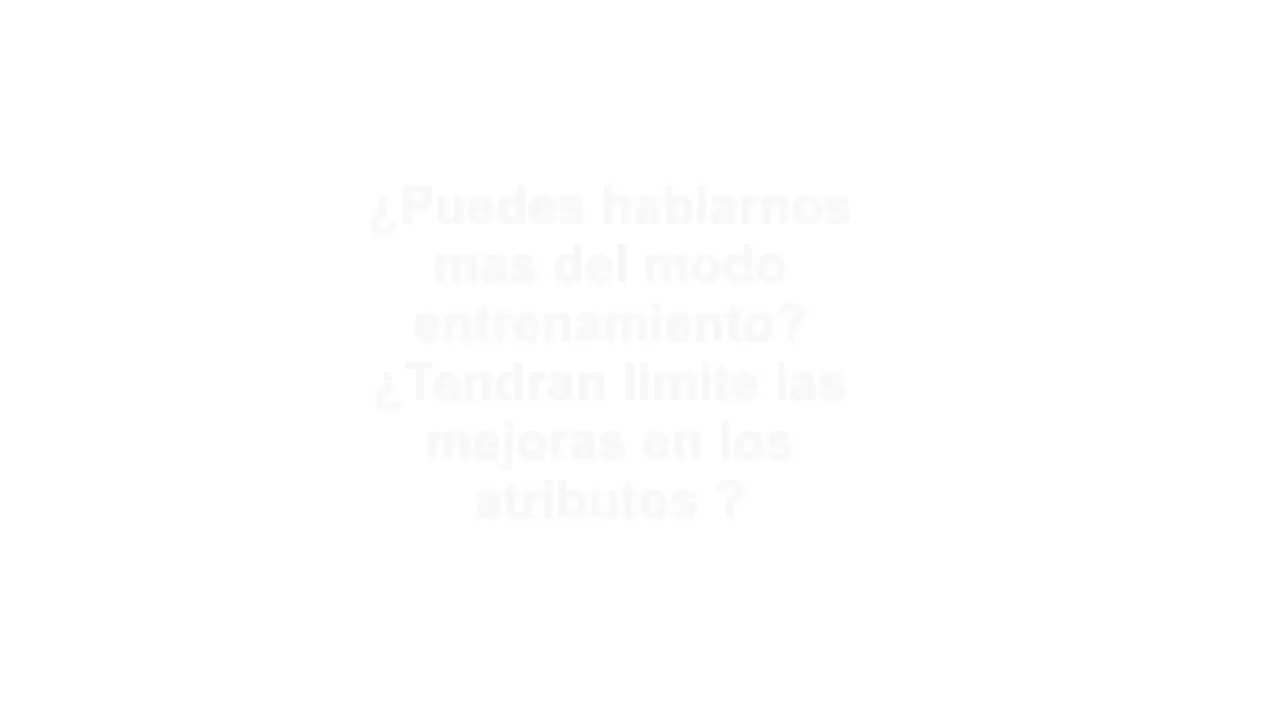 ¿Puedes hablarnos
mas del modo
entrenamiento?
¿Tendran limite las
mejoras en los
atributos ?